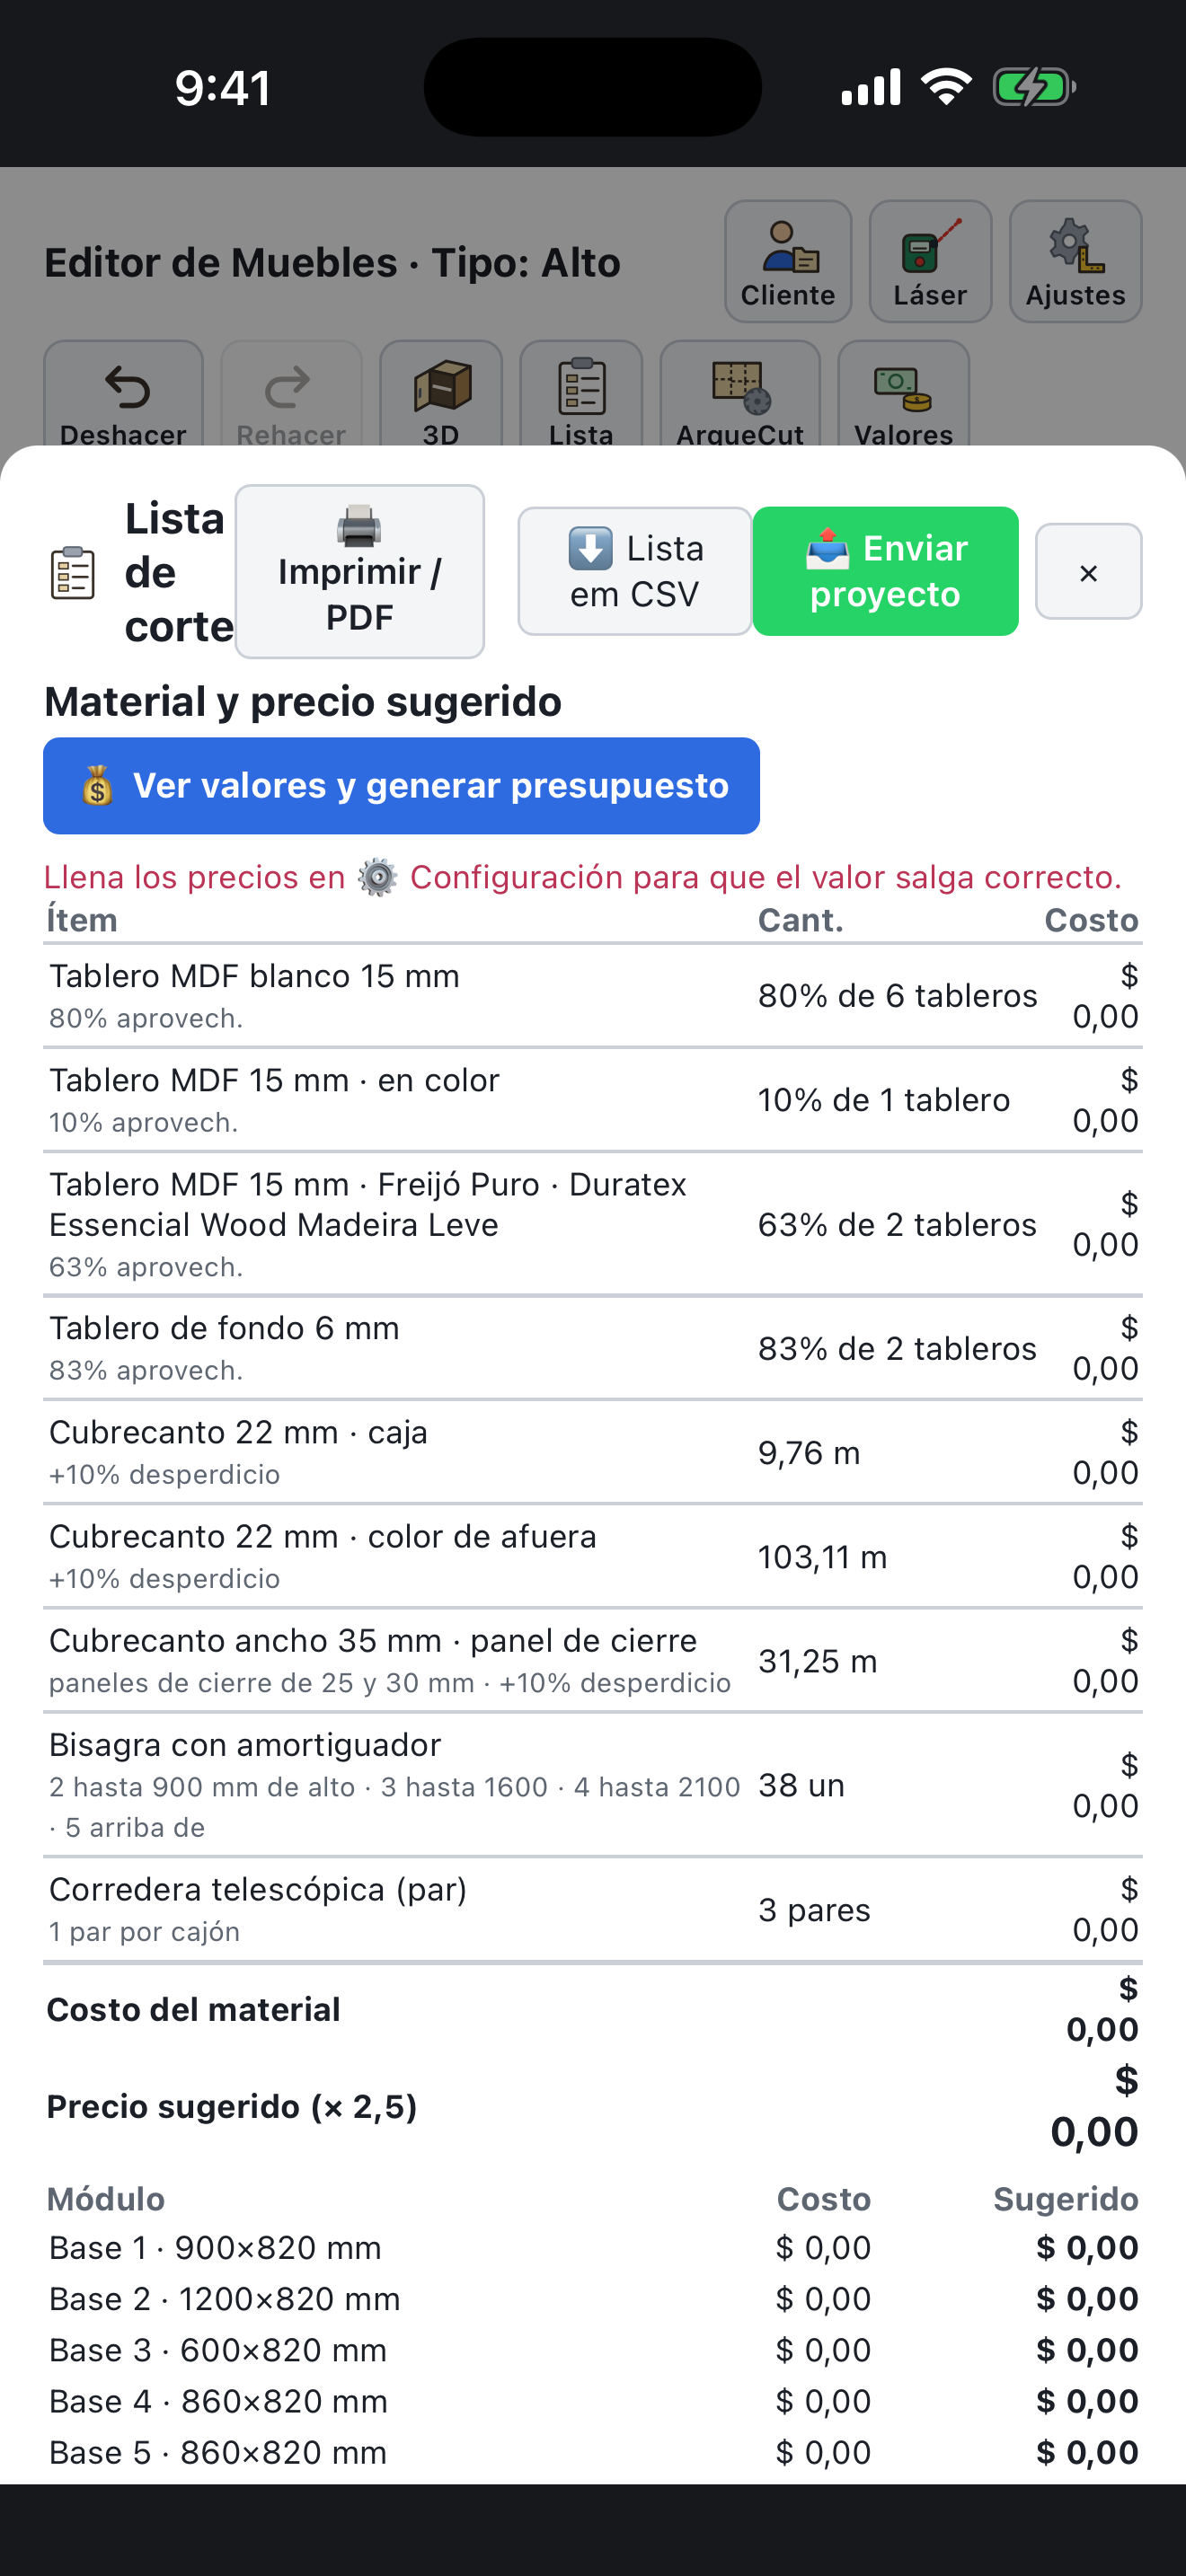 9:41
Editor de Muebles · Tipo: Alto
Cliente
Láser
Ajustes
Deshacer
Rehacer
3D
Lista
ArqueCut
Valores
Lista
de
corte
Imprimir /
PDF
Lista
em CSV
Enviar
proyecto
×
Material y precio sugerido
Ver valores y generar presupuesto
Llena los precios en ⚙️ Configuración para que el valor salga correcto.
Ítem Cant. Costo
Tablero MDF blanco 15 mm
80% aprovech.
80% de 6 tableros
$
0,00
Tablero MDF 15 mm · en color
10% aprovech.
10% de 1 tablero
$
0,00
Tablero MDF 15 mm · Freijó Puro · Duratex
Essencial Wood Madeira Leve
63% aprovech.
63% de 2 tableros
$
0,00
Tablero de fondo 6 mm
83% aprovech.
83% de 2 tableros
$
0,00
Cubrecanto 22 mm · caja
+10% desperdicio
9,76 m
$
0,00
Cubrecanto 22 mm · color de afuera
+10% desperdicio
103,11 m
$
0,00
Cubrecanto ancho 35 mm · panel de cierre
paneles de cierre de 25 y 30 mm · +10% desperdicio
31,25 m
$
0,00
Bisagra con amortiguador
2 hasta 900 mm de alto · 3 hasta 1600 · 4 hasta 2100
· 5 arriba de
38 un
$
0,00
Corredera telescópica (par)
1 par por cajón
3 pares
$
0,00
Costo del material
$
0,00
Precio sugerido (× 2,5)
$
0,00
Módulo Costo Sugerido
Base 1 · 900×820 mm $ 0,00 $ 0,00
Base 2 · 1200×820 mm $ 0,00 $ 0,00
Base 3 · 600×820 mm $ 0,00 $ 0,00
Base 4 · 860×820 mm $ 0,00 $ 0,00
Base 5 · 860×820 mm $ 0,00 $ 0,00